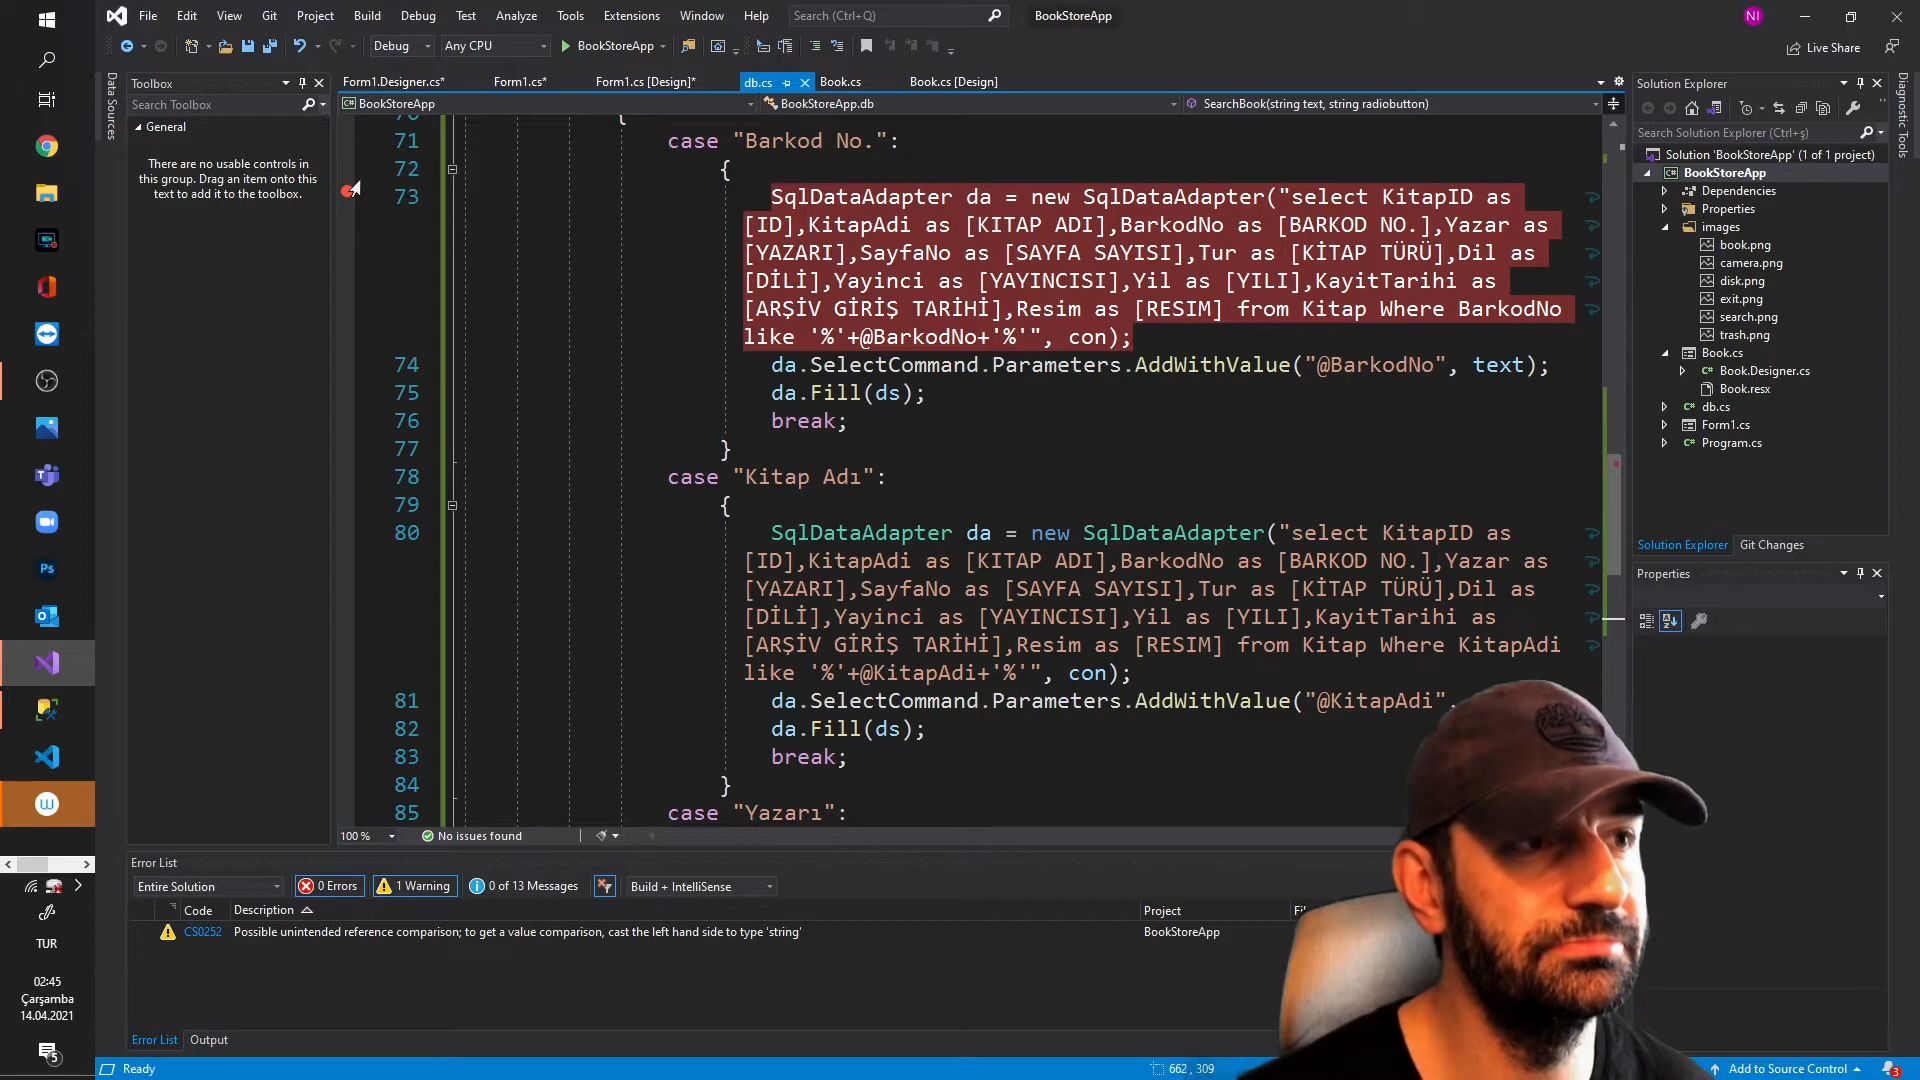 File Edit View Git Project Build Debug Test Analyze Tools Extensions Window Help Search (Ctrl+Q) BookStoreApp NI
Debug Any CPU BookStoreApp Live Share
Data Sources
Toolbox
Search Toolbox
General
There are no usable controls in
this group. Drag an item onto this
text to add it to the toolbox.
Form1.Designer.cs* Form1.cs* Form1.cs [Design]* db.cs Book.cs Book.cs [Design]
BookStoreApp BookStoreApp.db SearchBook(string text, string radiobutton)
70 {
71 case "Barkod No.":
72 {
73 SqlDataAdapter da = new SqlDataAdapter("select KitapID as
[ID],KitapAdi as [KITAP ADI],BarkodNo as [BARKOD NO.],Yazar as
[YAZARI],SayfaNo as [SAYFA SAYISI],Tur as [KİTAP TÜRÜ],Dil as
[DİLİ],Yayinci as [YAYINCISI],Yil as [YILI],KayitTarihi as
[ARŞİV GİRİŞ TARİHİ],Resim as [RESIM] from Kitap Where BarkodNo
like '%'+@BarkodNo+'%'", con);
74 da.SelectCommand.Parameters.AddWithValue("@BarkodNo", text);
75 da.Fill(ds);
76 break;
77 }
78 case "Kitap Adı":
79 {
80 SqlDataAdapter da = new SqlDataAdapter("select KitapID as
[ID],KitapAdi as [KITAP ADI],BarkodNo as [BARKOD NO.],Yazar as
[YAZARI],SayfaNo as [SAYFA SAYISI],Tur as [KİTAP TÜRÜ],Dil as
[DİLİ],Yayinci as [YAYINCISI],Yil as [YILI],KayitTarihi as
[ARŞİV GİRİŞ TARİHİ],Resim as [RESIM] from Kitap Where KitapAdi
like '%'+@KitapAdi+'%'", con);
81 da.SelectCommand.Parameters.AddWithValue("@KitapAdi",
82 da.Fill(ds);
83 break;
84 }
85 case "Yazarı":
100 % No issues found
Solution Explorer
Search Solution Explorer (Ctrl+ş)
Solution 'BookStoreApp' (1 of 1 project)
BookStoreApp
Dependencies
Properties
images
book.png
camera.png
disk.png
exit.png
search.png
trash.png
Book.cs
Book.Designer.cs
Book.resx
db.cs
Form1.cs
Program.cs
Solution Explorer Git Changes
Properties
Diagnostic Tools
Error List
Entire Solution 0 Errors 1 Warning 0 of 13 Messages Build + IntelliSense
Code Description Project Fi
CS0252 Possible unintended reference comparison; to get a value comparison, cast the left hand side to type 'string' BookStoreApp
Error List Output
Ready 662 , 309 Add to Source Control 3
Ps
TUR
02:45
Çarşamba
14.04.2021
5